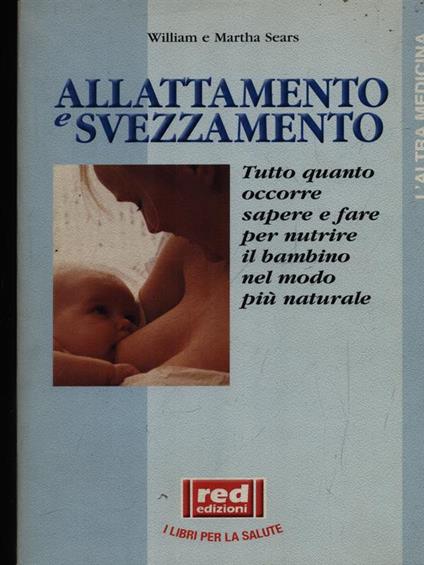 William e Martha Sears
ALLATTAMENTO
e SVEZZAMENTO
Tutto quanto
occorre
sapere e fare
per nutrire
il bambino
nel modo
più naturale
L'ALTRA MEDICINA
red
edizioni
I LIBRI PER LA SALUTE